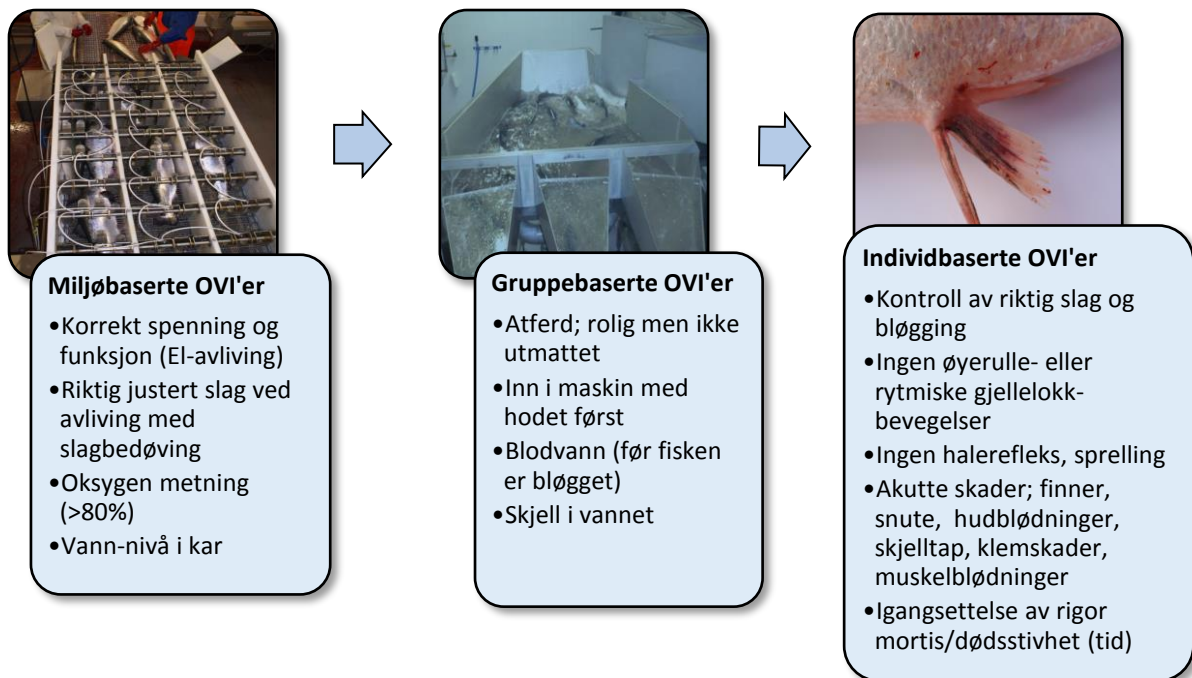 Miljøbaserte OVI'er
•Korrekt spenning og
funksjon (El-avliving)
•Riktig justert slag ved
avliving med
slagbedøving
•Oksygen metning
(>80%)
•Vann-nivå i kar
Gruppebaserte OVI'er
•Atferd; rolig men ikke
utmattet
•Inn i maskin med
hodet først
•Blodvann (før fisken
er bløgget)
•Skjell i vannet
Individbaserte OVI'er
•Kontroll av riktig slag og
bløgging
•Ingen øyerulle- eller
rytmiske gjellelokk-
bevegelser
•Ingen halerefleks, sprelling
•Akutte skader; finner,
snute, hudblødninger,
skjelltap, klemskader,
muskelblødninger
•Igangsettelse av rigor
mortis/dødsstivhet (tid)